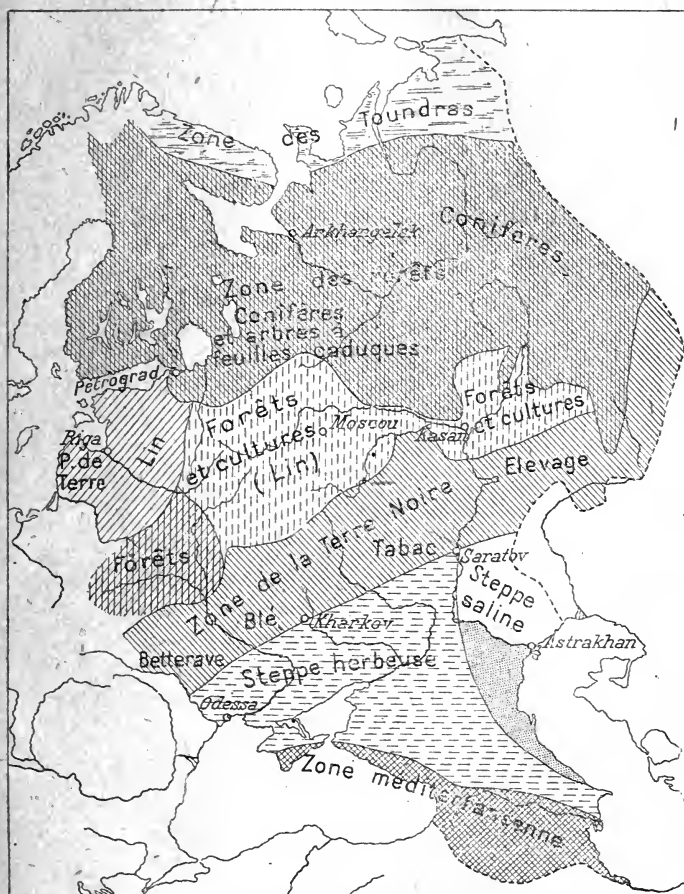 Zone des Toundras
Conifères
Arkhangelsk
Zone des Forêts
Conifères
et arbres à
feuilles caduques
Petrograd
Forêts
et cultures
(Lin)
Moscou
Forêts
et cultures
Kasan
Riga
P. de
Terre
Lin
Elevage
Forêts
Zone de la Terre Noire
Tabac
Blé
Betterave
Saratov
Steppe
saline
Kharkov
Astrakhan
Steppe herbeuse
Odessa
Zone méditerranéenne